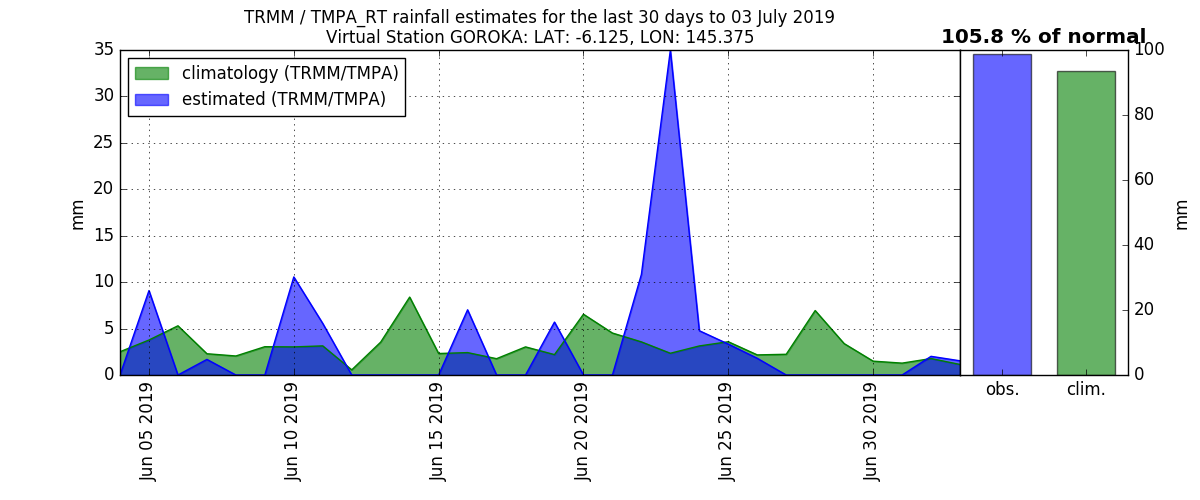 TRMM / TMPA_RT rainfall estimates for the last 30 days to 03 July 2019
Virtual Station GOROKA: LAT: -6.125, LON: 145.375
105.8 % of normal
climatology (TRMM/TMPA)
estimated (TRMM/TMPA)
mm
35
30
25
20
15
10
5
0
Jun 05 2019
Jun 10 2019
Jun 15 2019
Jun 20 2019
Jun 25 2019
Jun 30 2019
obs.
clim.
100
80
60
40
20
0
mm